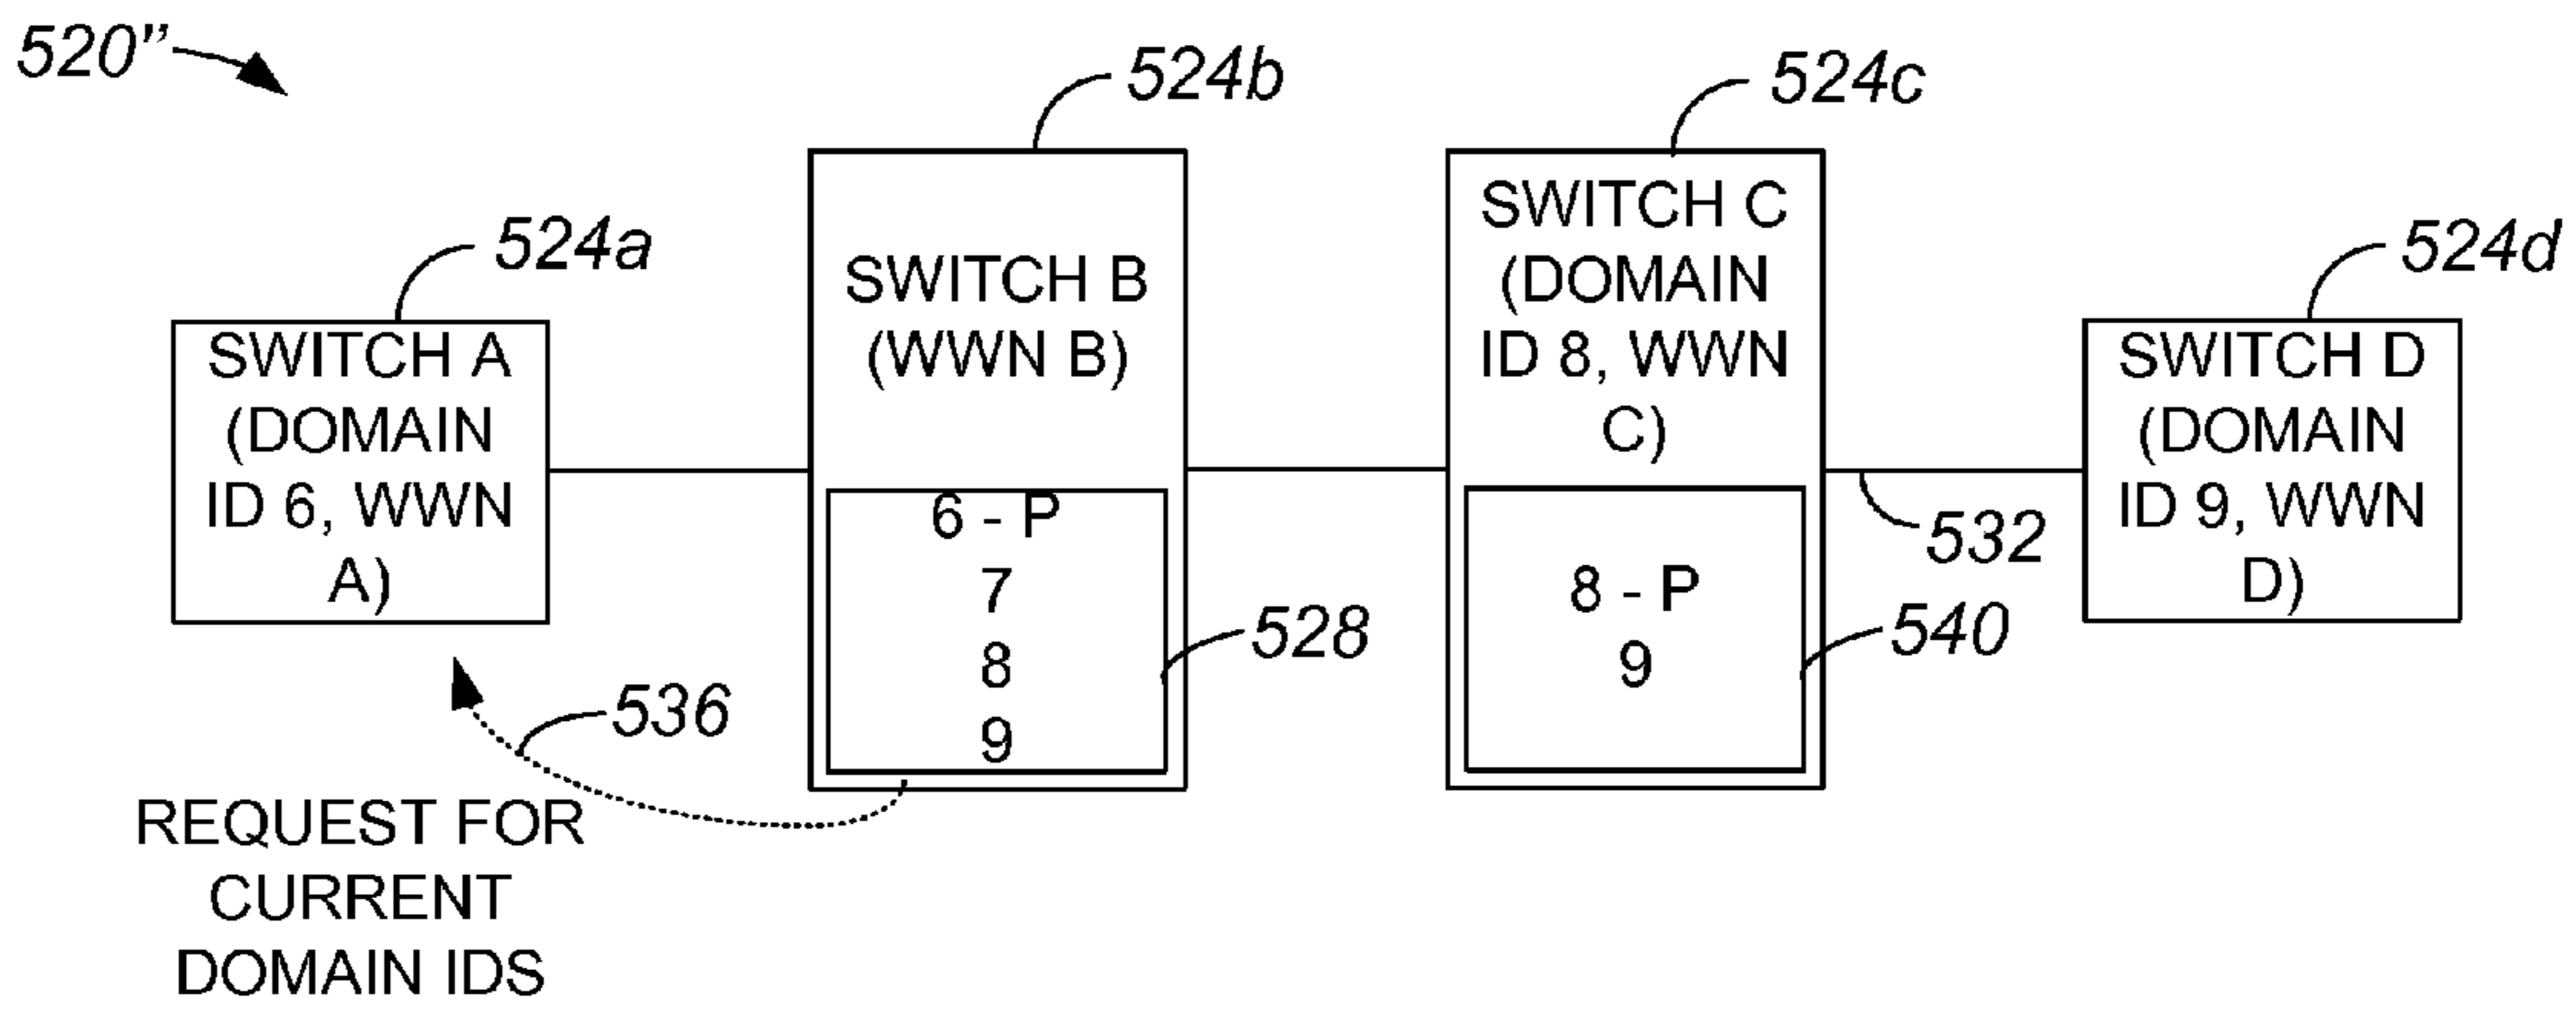 520”
524b
524c
524a
524d
SWITCH A
(DOMAIN
ID 6, WWN
A)
SWITCH B
(WWN B)
6 - P
7
8
9
528
SWITCH C
(DOMAIN
ID 8, WWN
C)
8 - P
9
540
532
SWITCH D
(DOMAIN
ID 9, WWN
D)
536
REQUEST FOR
CURRENT
DOMAIN IDS